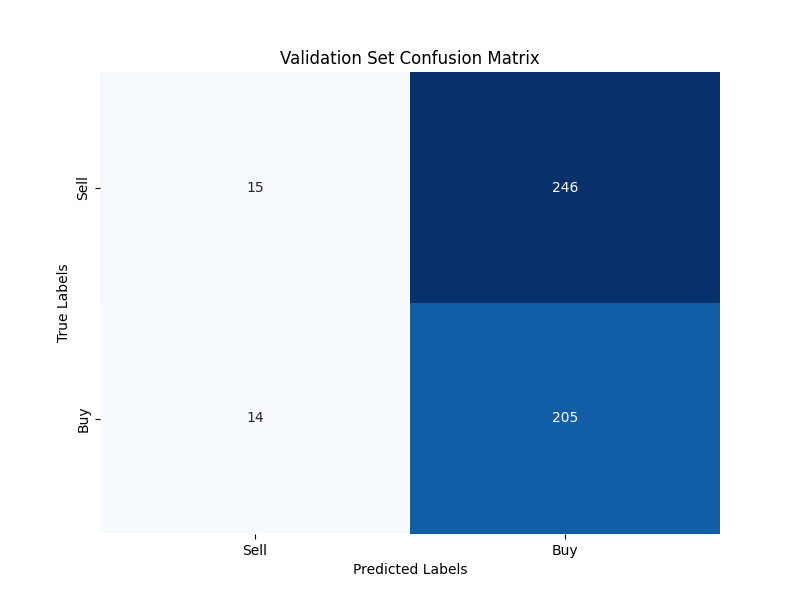 Validation Set Confusion Matrix
Sell
15
246
True Labels
Buy
14
205
Sell
Buy
Predicted Labels